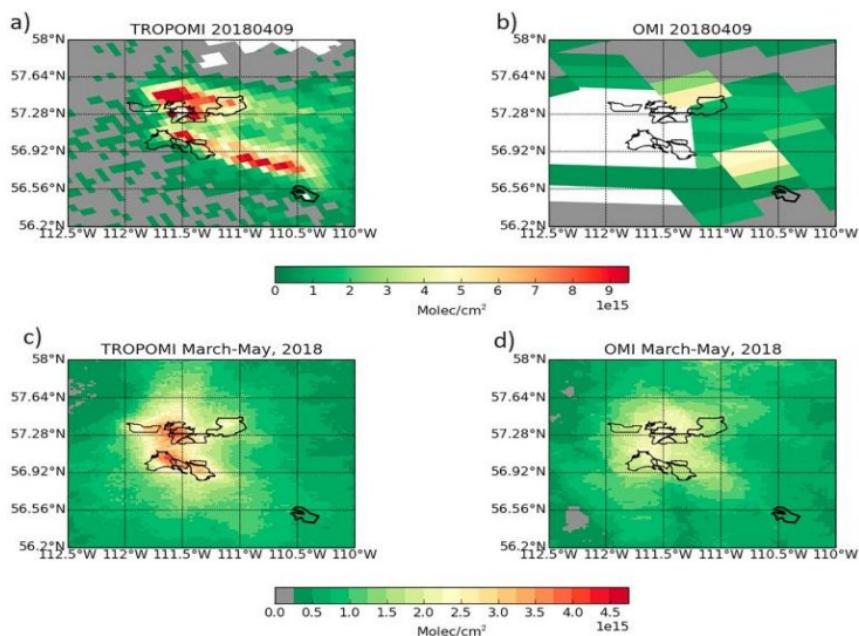 a)
TROPOMI 20180409
58°N
57.64°N
57.28°N
56.92°N
56.56°N
56.2°N
112.5°W 112°W 111.5°W 111°W 110.5°W 110°W
b)
OMI 20180409
58°N
57.64°N
57.28°N
56.92°N
56.56°N
56.2°N
112.5°W 112°W 111.5°W 111°W 110.5°W 110°W
0 1 2 3 4 5 6 7 8 9
1e15
Molec/cm²
c)
TROPOMI March-May, 2018
58°N
57.64°N
57.28°N
56.92°N
56.56°N
56.2°N
112.5°W 112°W 111.5°W 111°W 110.5°W 110°W
d)
OMI March-May, 2018
58°N
57.64°N
57.28°N
56.92°N
56.56°N
56.2°N
112.5°W 112°W 111.5°W 111°W 110.5°W 110°W
0.0 0.5 1.0 1.5 2.0 2.5 3.0 3.5 4.0 4.5
1e15
Molec/cm²